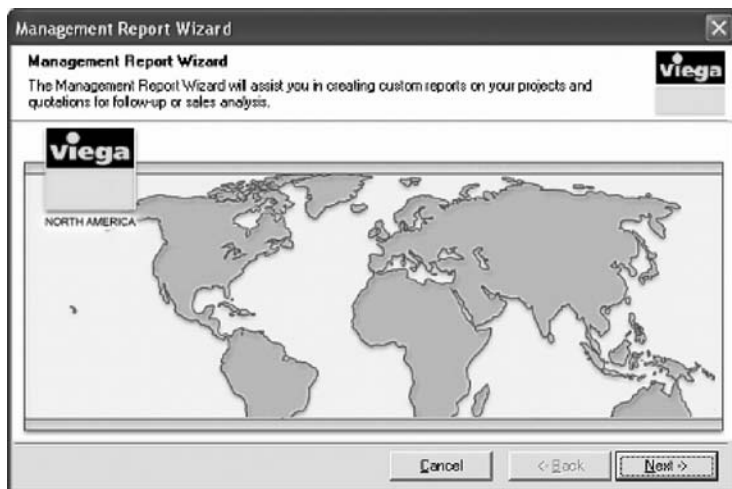 Management Report Wizard
Management Report Wizard
The Management Report Wizard will assist you in creating custom reports on your projects and
quotations for follow-up or sales analysis.
viega
viega
NORTH AMERICA
Cancel
<- Back
Next ->